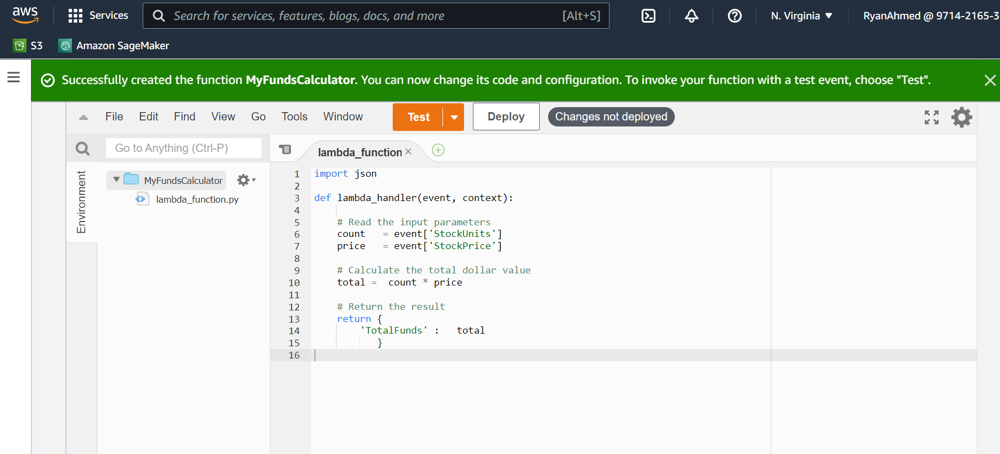 aws
Services
Search for services, features, blogs, docs, and more
[Alt+S]
N. Virginia
RyanAhmed @ 9714-2165-3
S3
Amazon SageMaker
Successfully created the function MyFundsCalculator. You can now change its code and configuration. To invoke your function with a test event, choose "Test".
File Edit Find View Go Tools Window
Test
Deploy
Changes not deployed
Go to Anything (Ctrl-P)
lambda_function
Environment
MyFundsCalculator
lambda_function.py
1 import json
2
3 def lambda_handler(event, context):
4
5     # Read the input parameters
6     count   = event['StockUnits']
7     price   = event['StockPrice']
8
9     # Calculate the total dollar value
10     total =  count * price
11
12     # Return the result
13     return {
14         'TotalFunds' :   total
15            }
16